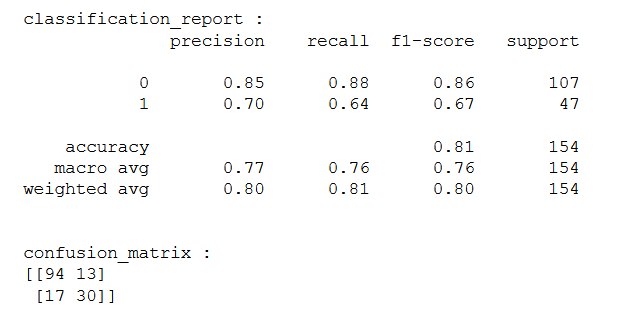 classification_report :
precision recall f1-score support
0 0.85 0.88 0.86 107
1 0.70 0.64 0.67 47
accuracy 0.81 154
macro avg 0.77 0.76 0.76 154
weighted avg 0.80 0.81 0.80 154
confusion_matrix :
[[94 13]
[17 30]]